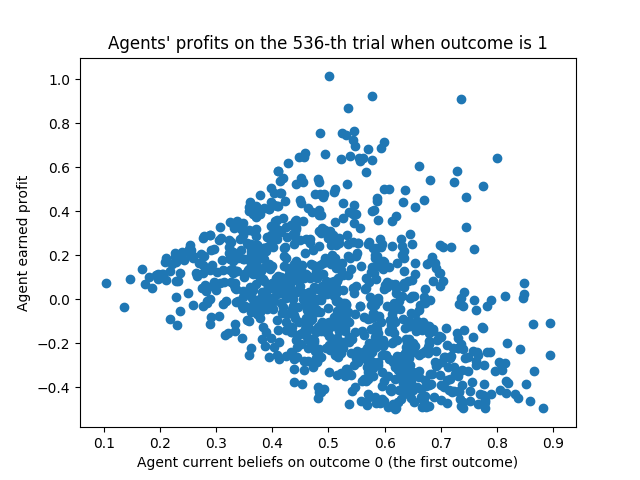 Agents' profits on the 536-th trial when outcome is 1
Agent earned profit
1.0
0.8
0.6
0.4
0.2
0.0
−0.2
−0.4
0.1 0.2 0.3 0.4 0.5 0.6 0.7 0.8 0.9
Agent current beliefs on outcome 0 (the first outcome)